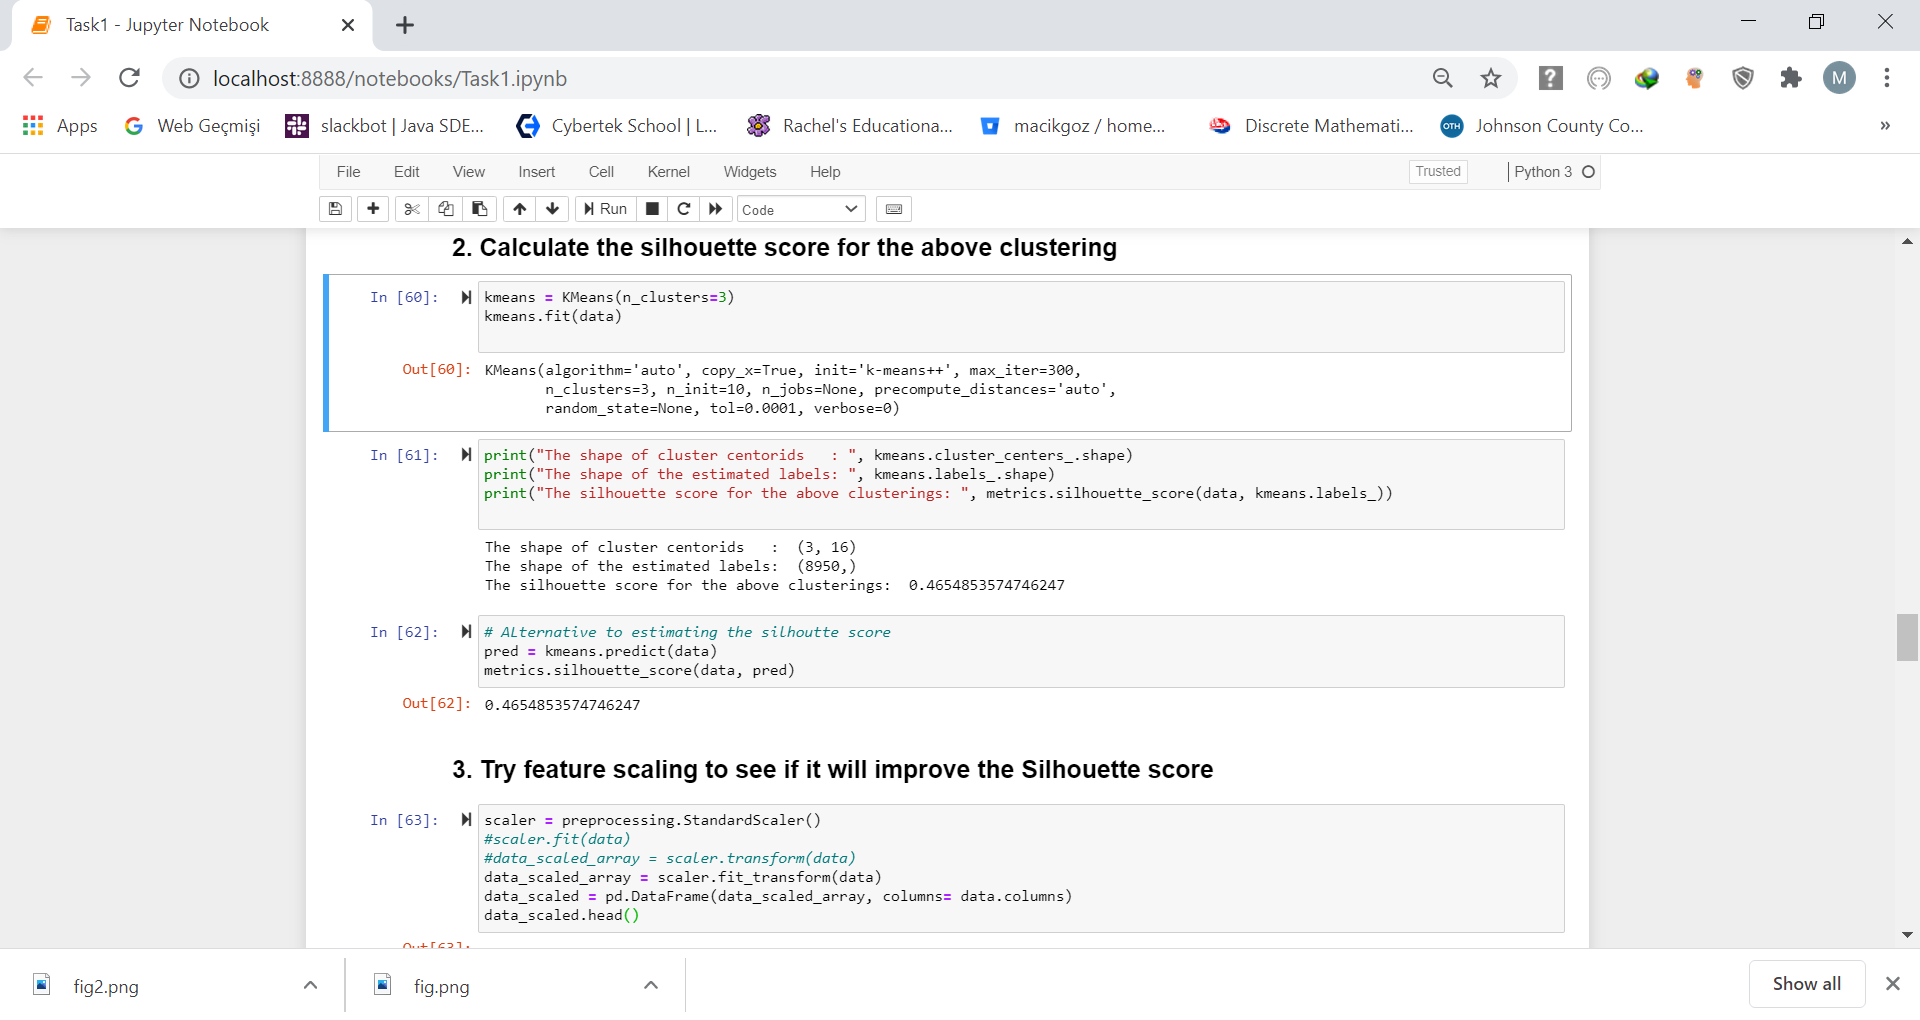 Task1 - Jupyter Notebook
localhost:8888/notebooks/Task1.ipynb
M
Apps
Web Geçmişi
slackbot | Java SDE...
Cybertek School | L...
Rachel's Educationa...
macikgoz / home...
OTH
Discrete Mathemati...
Johnson County Co...
»
File Edit View Insert Cell Kernel Widgets Help
Trusted
Python 3
Run
Code
2. Calculate the silhouette score for the above clustering
In [60]:
kmeans = KMeans(n_clusters=3)
kmeans.fit(data)
Out[60]: KMeans(algorithm='auto', copy_x=True, init='k-means++', max_iter=300,
n_clusters=3, n_init=10, n_jobs=None, precompute_distances='auto',
random_state=None, tol=0.0001, verbose=0)
In [61]:
print("The shape of cluster centorids   : ", kmeans.cluster_centers_.shape)
print("The shape of the estimated labels: ", kmeans.labels_.shape)
print("The silhouette score for the above clusterings: ", metrics.silhouette_score(data, kmeans.labels_))
The shape of cluster centorids   :  (3, 16)
The shape of the estimated labels:  (8950,)
The silhouette score for the above clusterings:  0.4654853574746247
In [62]:
# ALternative to estimating the silhoutte score
pred = kmeans.predict(data)
metrics.silhouette_score(data, pred)
Out[62]: 0.4654853574746247
3. Try feature scaling to see if it will improve the Silhouette score
In [63]:
scaler = preprocessing.StandardScaler()
#scaler.fit(data)
#data_scaled_array = scaler.transform(data)
data_scaled_array = scaler.fit_transform(data)
data_scaled = pd.DataFrame(data_scaled_array, columns= data.columns)
data_scaled.head()
Out[63]:
fig2.png
fig.png
Show all